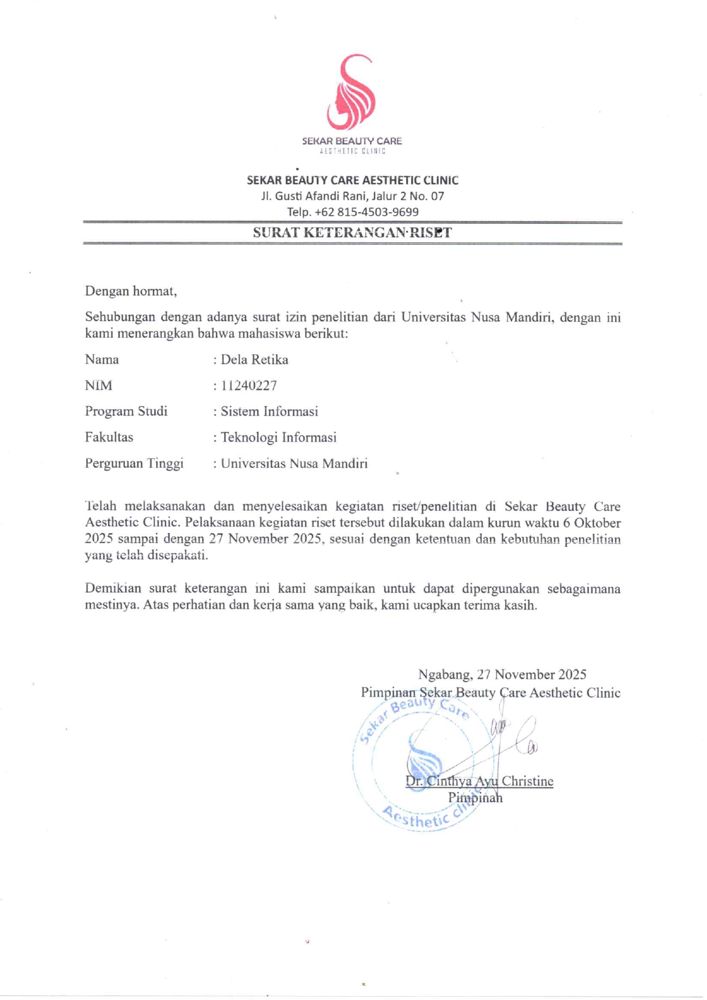 SEKAR BEAUTY CARE
AESTHETIC CLINIC
SEKAR BEAUTY CARE AESTHETIC CLINIC
Jl. Gusti Afandi Rani, Jalur 2 No. 07
Telp. +62 815-4503-9699
SURAT KETERANGAN RISET
Dengan hormat,
Sehubungan dengan adanya surat izin penelitian dari Universitas Nusa Mandiri, dengan ini
kami menerangkan bahwa mahasiswa berikut:
Nama : Dela Retika
NIM : 11240227
Program Studi : Sistem Informasi
Fakultas : Teknologi Informasi
Perguruan Tinggi : Universitas Nusa Mandiri
Telah melaksanakan dan menyelesaikan kegiatan riset/penelitian di Sekar Beauty Care
Aesthetic Clinic. Pelaksanaan kegiatan riset tersebut dilakukan dalam kurun waktu 6 Oktober
2025 sampai dengan 27 November 2025, sesuai dengan ketentuan dan kebutuhan penelitian
yang telah disepakati.
Demikian surat keterangan ini kami sampaikan untuk dapat dipergunakan sebagaimana
mestinya. Atas perhatian dan kerja sama yang baik, kami ucapkan terima kasih.
Ngabang, 27 November 2025
Pimpinan Sekar Beauty Care Aesthetic Clinic
Sekar Beauty Care
Dr. Cinthya Ayu Christine
Pimpinan
Aesthetic clinic